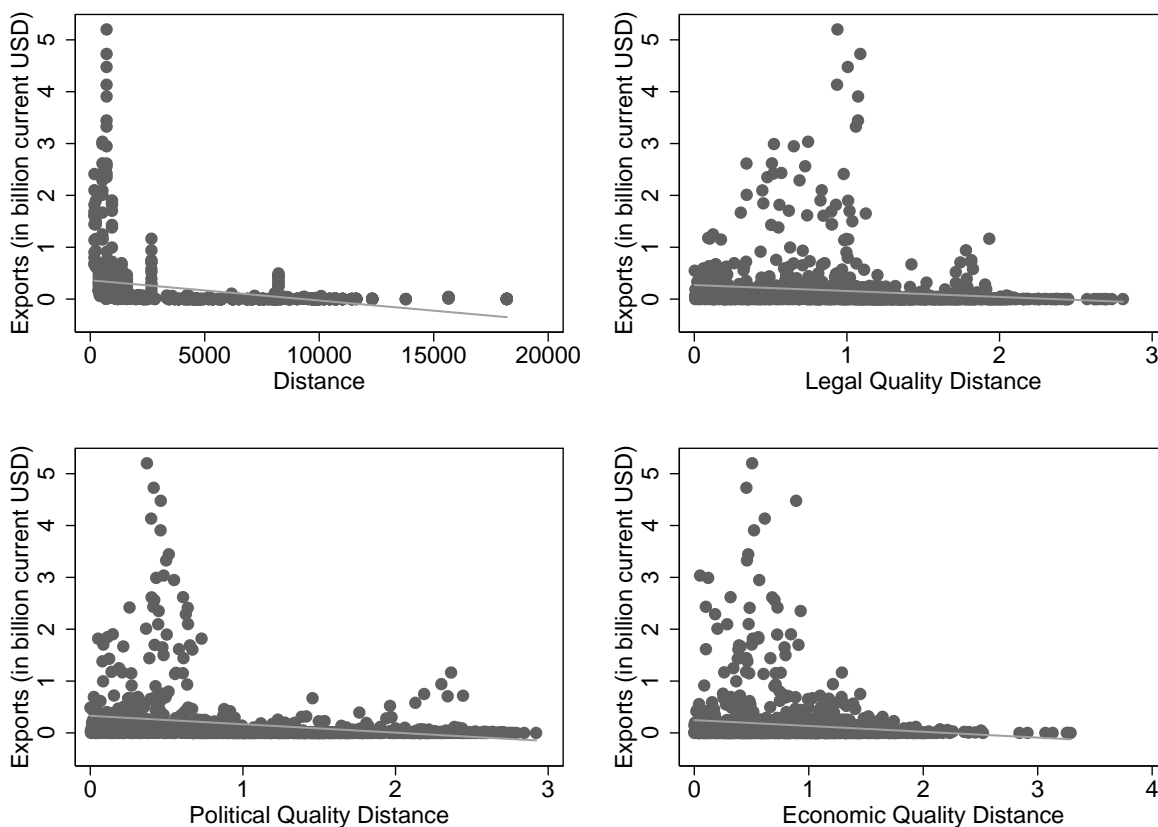 Exports (in billion current USD)
5
4
3
2
1
0
0 5000 10000 15000 20000
Distance
Exports (in billion current USD)
5
4
3
2
1
0
0 1 2 3
Legal Quality Distance
Exports (in billion current USD)
5
4
3
2
1
0
0 1 2 3
Political Quality Distance
Exports (in billion current USD)
5
4
3
2
1
0
0 1 2 3 4
Economic Quality Distance